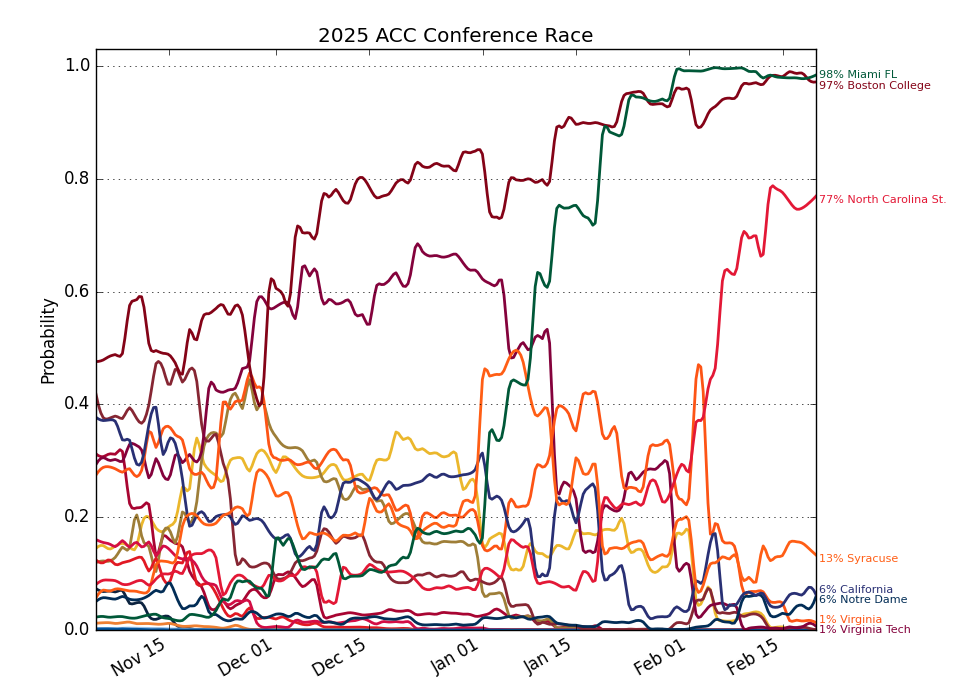 2025 ACC Conference Race
Probability
1.0
0.8
0.6
0.4
0.2
0.0
Nov 15
Dec 01
Dec 15
Jan 01
Jan 15
Feb 01
Feb 15
98% Miami FL
97% Boston College
77% North Carolina St.
13% Syracuse
6% California
6% Notre Dame
1% Virginia
1% Virginia Tech